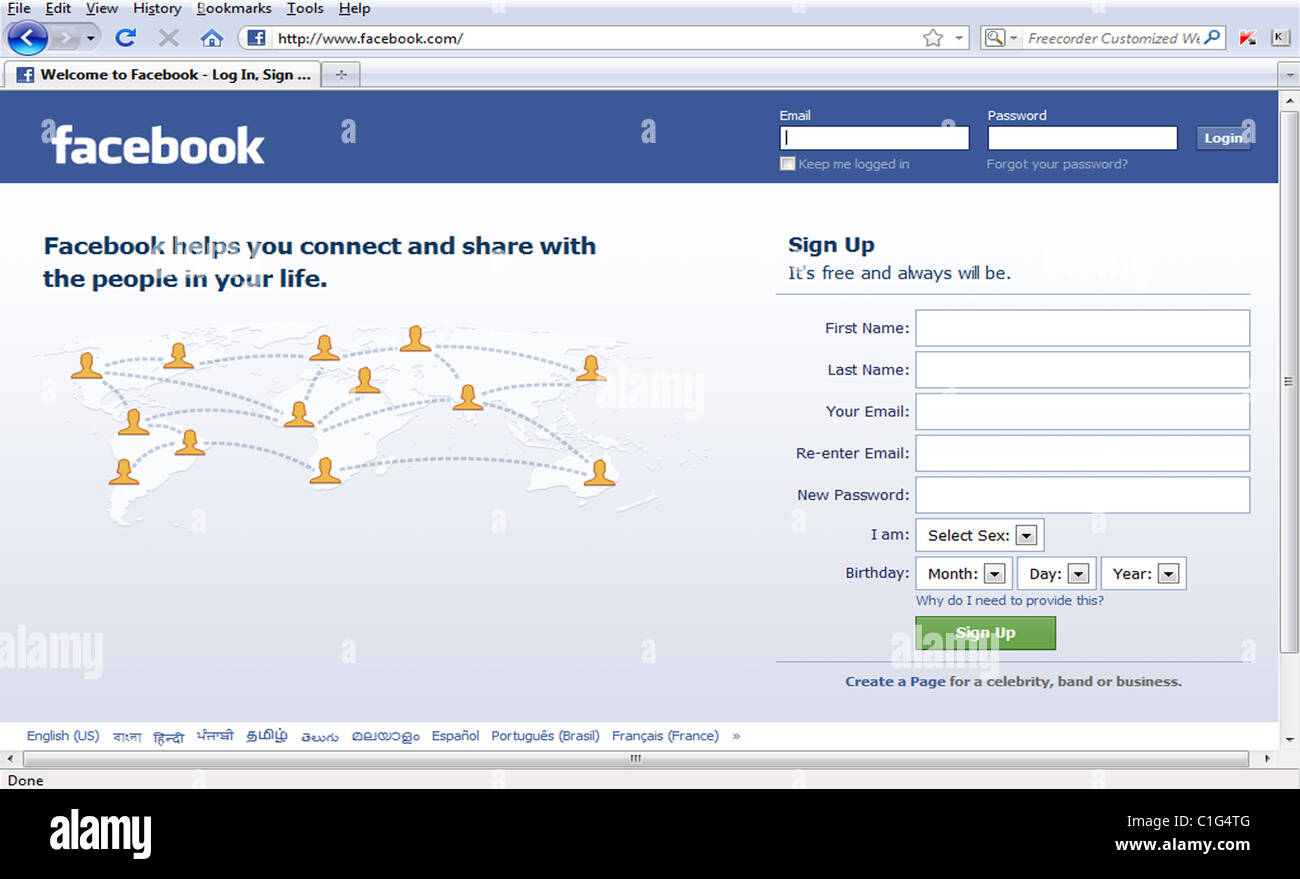 File Edit View History Bookmarks Tools Help
http://www.facebook.com/
Freecorder Customized We
K
Welcome to Facebook - Log In, Sign ...
facebook
Email
Password
Login
Keep me logged in
Forgot your password?
Facebook helps you connect and share with
the people in your life.
Sign Up
It's free and always will be.
First Name:
Last Name:
Your Email:
Re-enter Email:
New Password:
I am: Select Sex:
Birthday: Month: Day: Year:
Why do I need to provide this?
Sign Up
Create a Page for a celebrity, band or business.
English (US) বাংলা हिन्दी ਪੰਜਾਬੀ தமிழ் తెలుగు മലയാളം Español Português (Brasil) Français (France) »
Done
alamy
Image ID: C1G4TG
www.alamy.com